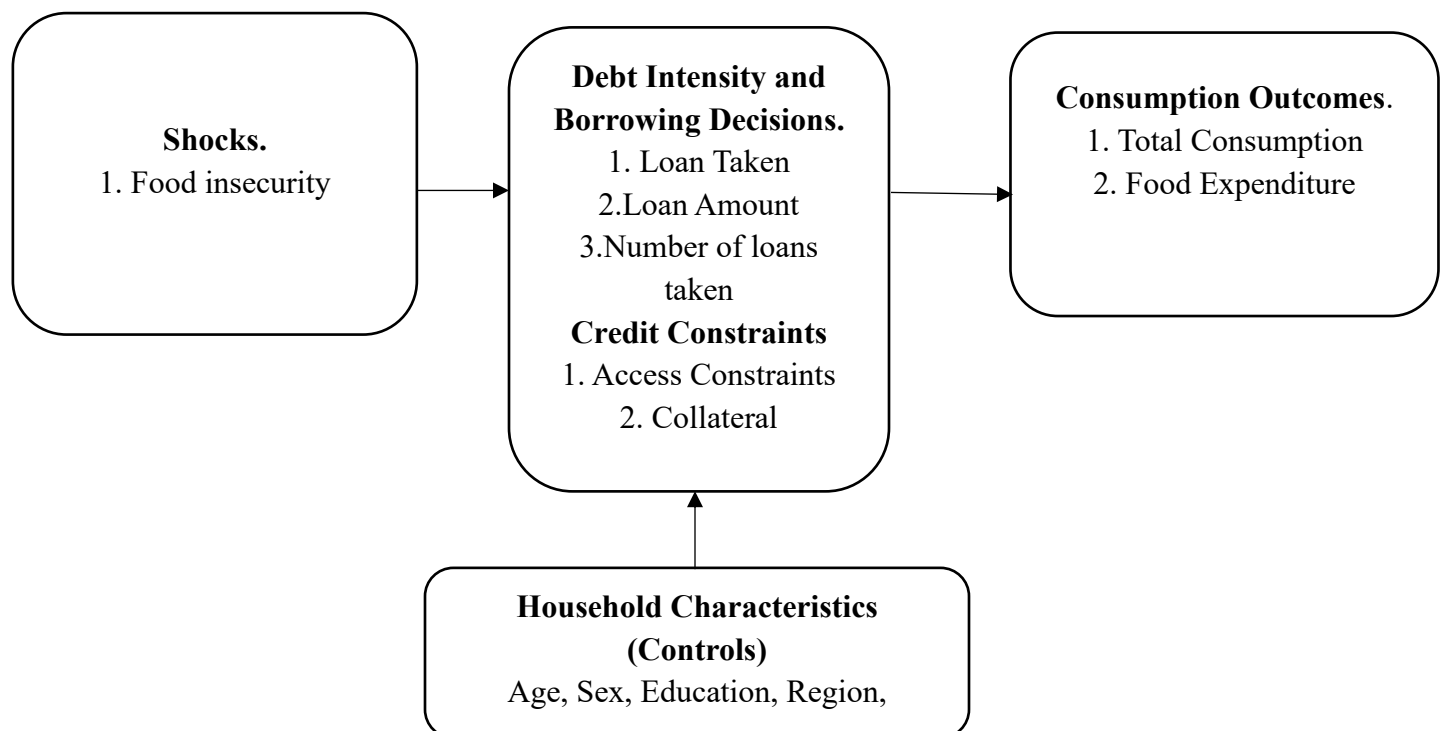 Shocks.
1. Food insecurity
Debt Intensity and
Borrowing Decisions.
1. Loan Taken
2.Loan Amount
3.Number of loans
taken
Credit Constraints
1. Access Constraints
2. Collateral
Consumption Outcomes.
1. Total Consumption
2. Food Expenditure
Household Characteristics
(Controls)
Age, Sex, Education, Region,